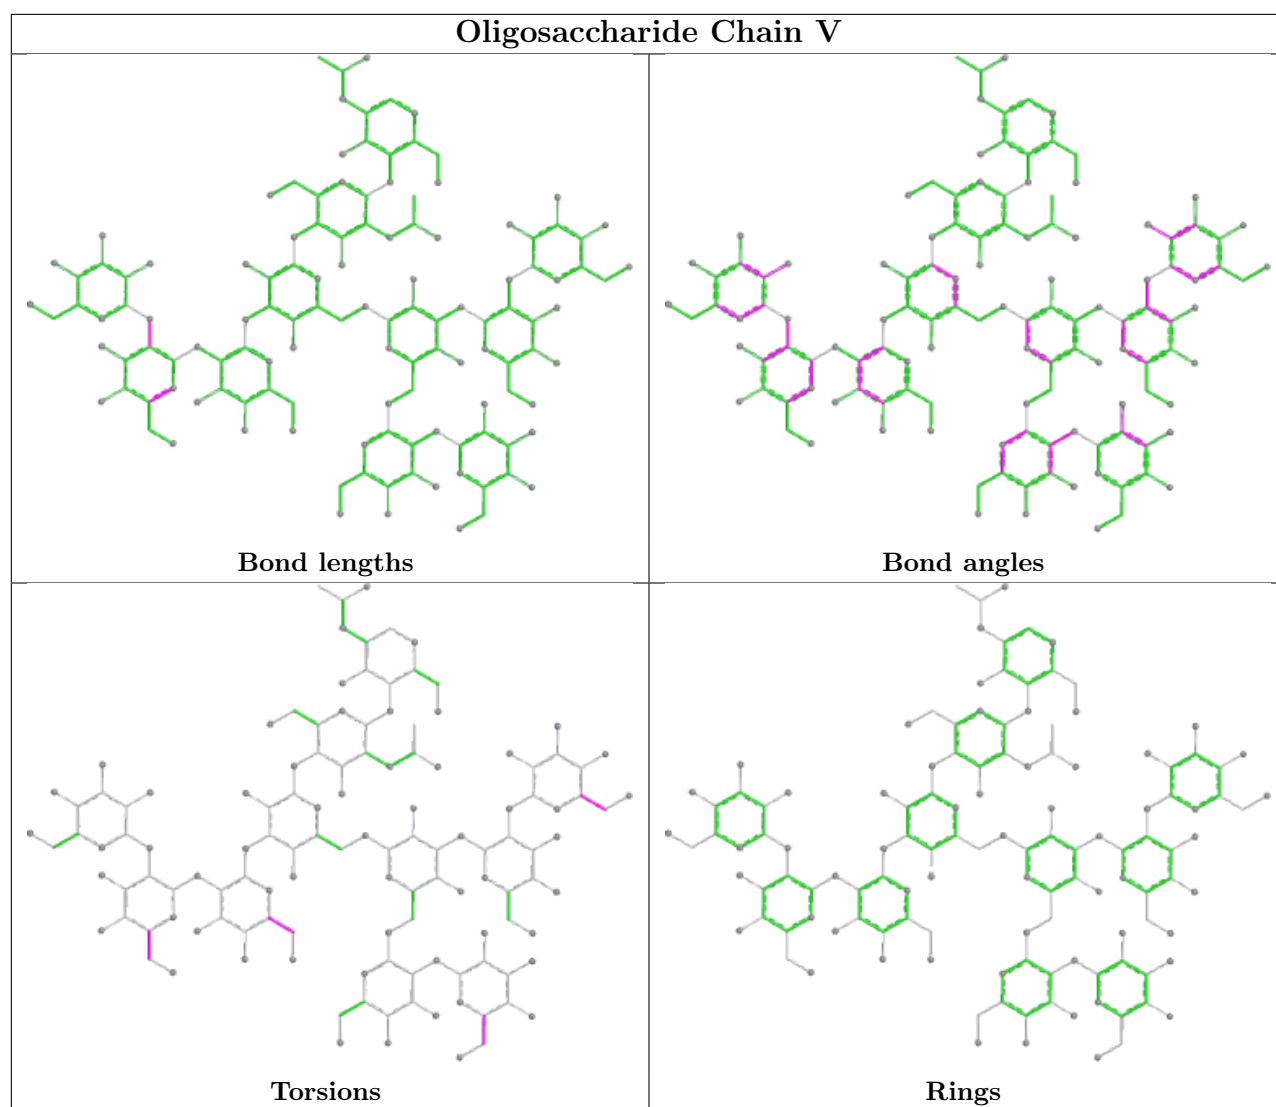 Oligosaccharide Chain V
Bond lengths
Bond angles
Torsions
Rings